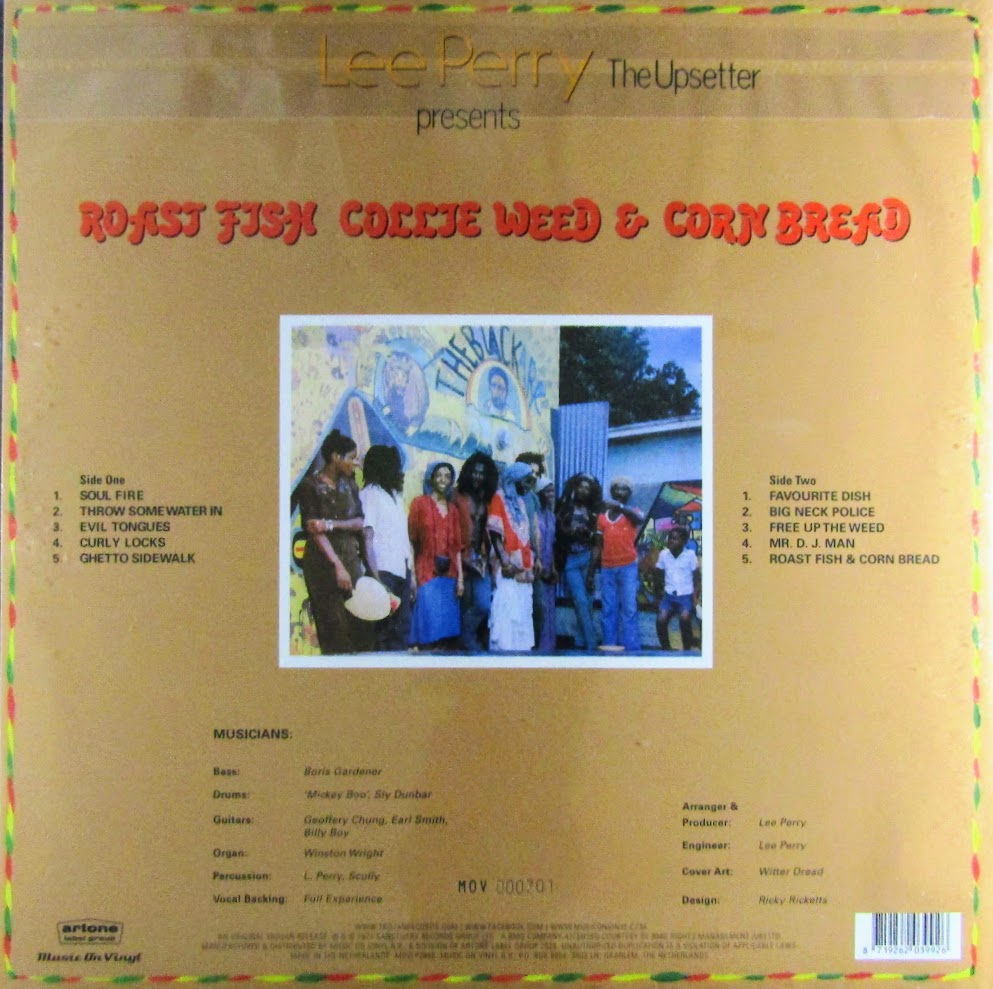 Lee Perry The Upsetter
presents
ROAST FISH COLLIE WEED & CORN BREAD
THE BLACK
Side One
1. SOUL FIRE
2. THROW SOME WATER IN
3. EVIL TONGUES
4. CURLY LOCKS
5. GHETTO SIDEWALK
Side Two
1. FAVOURITE DISH
2. BIG NECK POLICE
3. FREE UP THE WEED
4. MR. D. J. MAN
5. ROAST FISH & CORN BREAD
MUSICIANS:
Bass: Boris Gardener
Drums: 'Mickey Boo', Sly Dunbar
Guitars: Geoffery Chung, Earl Smith,
Billy Boy
Organ: Winston Wright
Percussion: L. Perry, Scully
Vocal Backing: Full Experience
Arranger &
Producer: Lee Perry
Engineer: Lee Perry
Cover Art: Witter Dread
Design: Ricky Ricketts
MOV 000701
artone
label group
Music On Vinyl
8 719262 039926